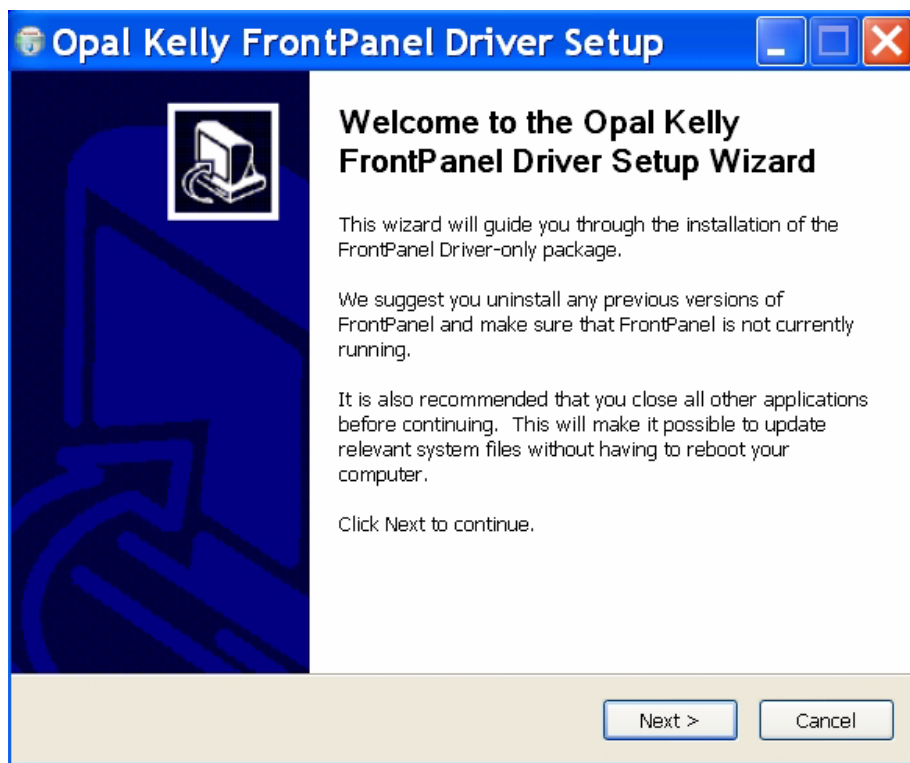 Opal Kelly FrontPanel Driver Setup
Welcome to the Opal Kelly
FrontPanel Driver Setup Wizard
This wizard will guide you through the installation of the
FrontPanel Driver-only package.
We suggest you uninstall any previous versions of
FrontPanel and make sure that FrontPanel is not currently
running.
It is also recommended that you close all other applications
before continuing.  This will make it possible to update
relevant system files without having to reboot your
computer.
Click Next to continue.
Next >
Cancel